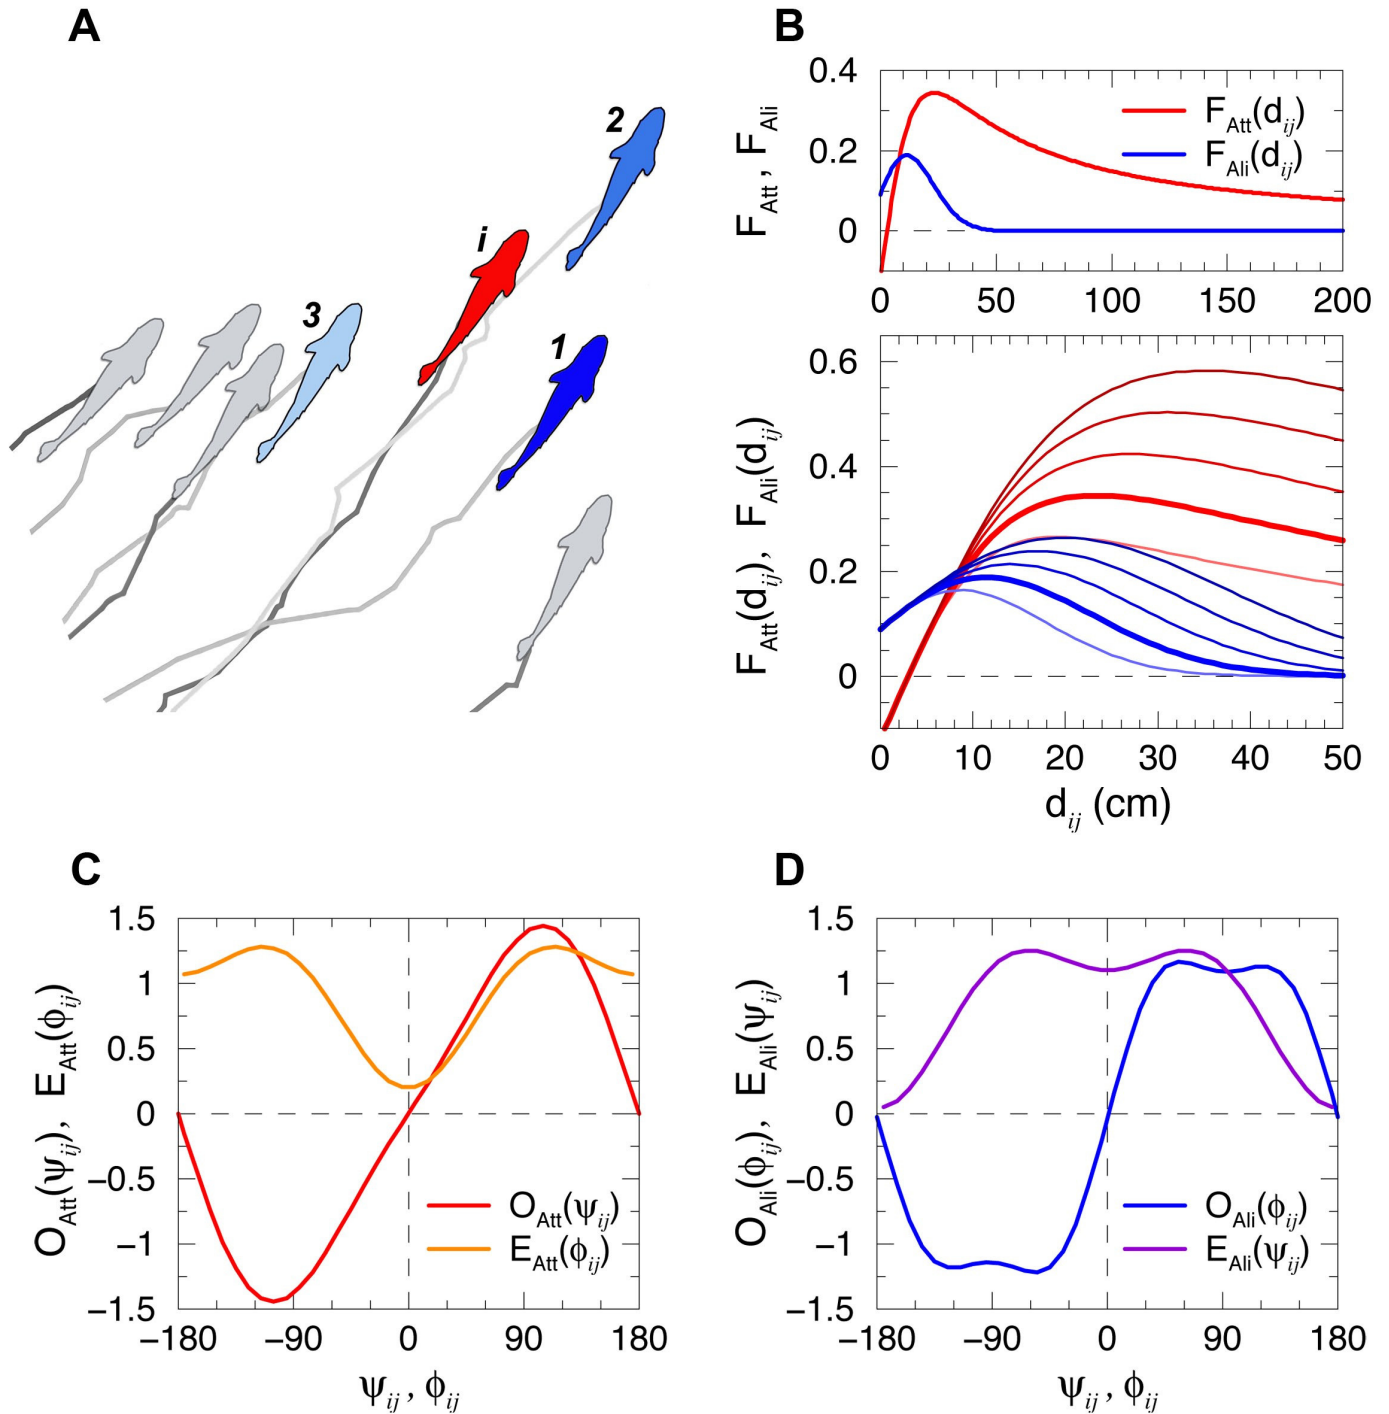 A
2
i
3
1
B
F_Att, F_Ali
0.4
0.2
0
F_Att(d_ij)
F_Ali(d_ij)
0 50 100 150 200
F_Att(d_ij), F_Ali(d_ij)
0.6
0.4
0.2
0
0 10 20 30 40 50
d_ij (cm)
C
O_Att(ψ_ij), E_Att(ϕ_ij)
1.5
1
0.5
0
−0.5
−1
−1.5
O_Att(ψ_ij)
E_Att(ϕ_ij)
−180 −90 0 90 180
ψ_ij, ϕ_ij
D
O_Ali(ϕ_ij), E_Ali(ψ_ij)
1.5
1
0.5
0
−0.5
−1
−1.5
O_Ali(ϕ_ij)
E_Ali(ψ_ij)
−180 −90 0 90 180
ψ_ij, ϕ_ij